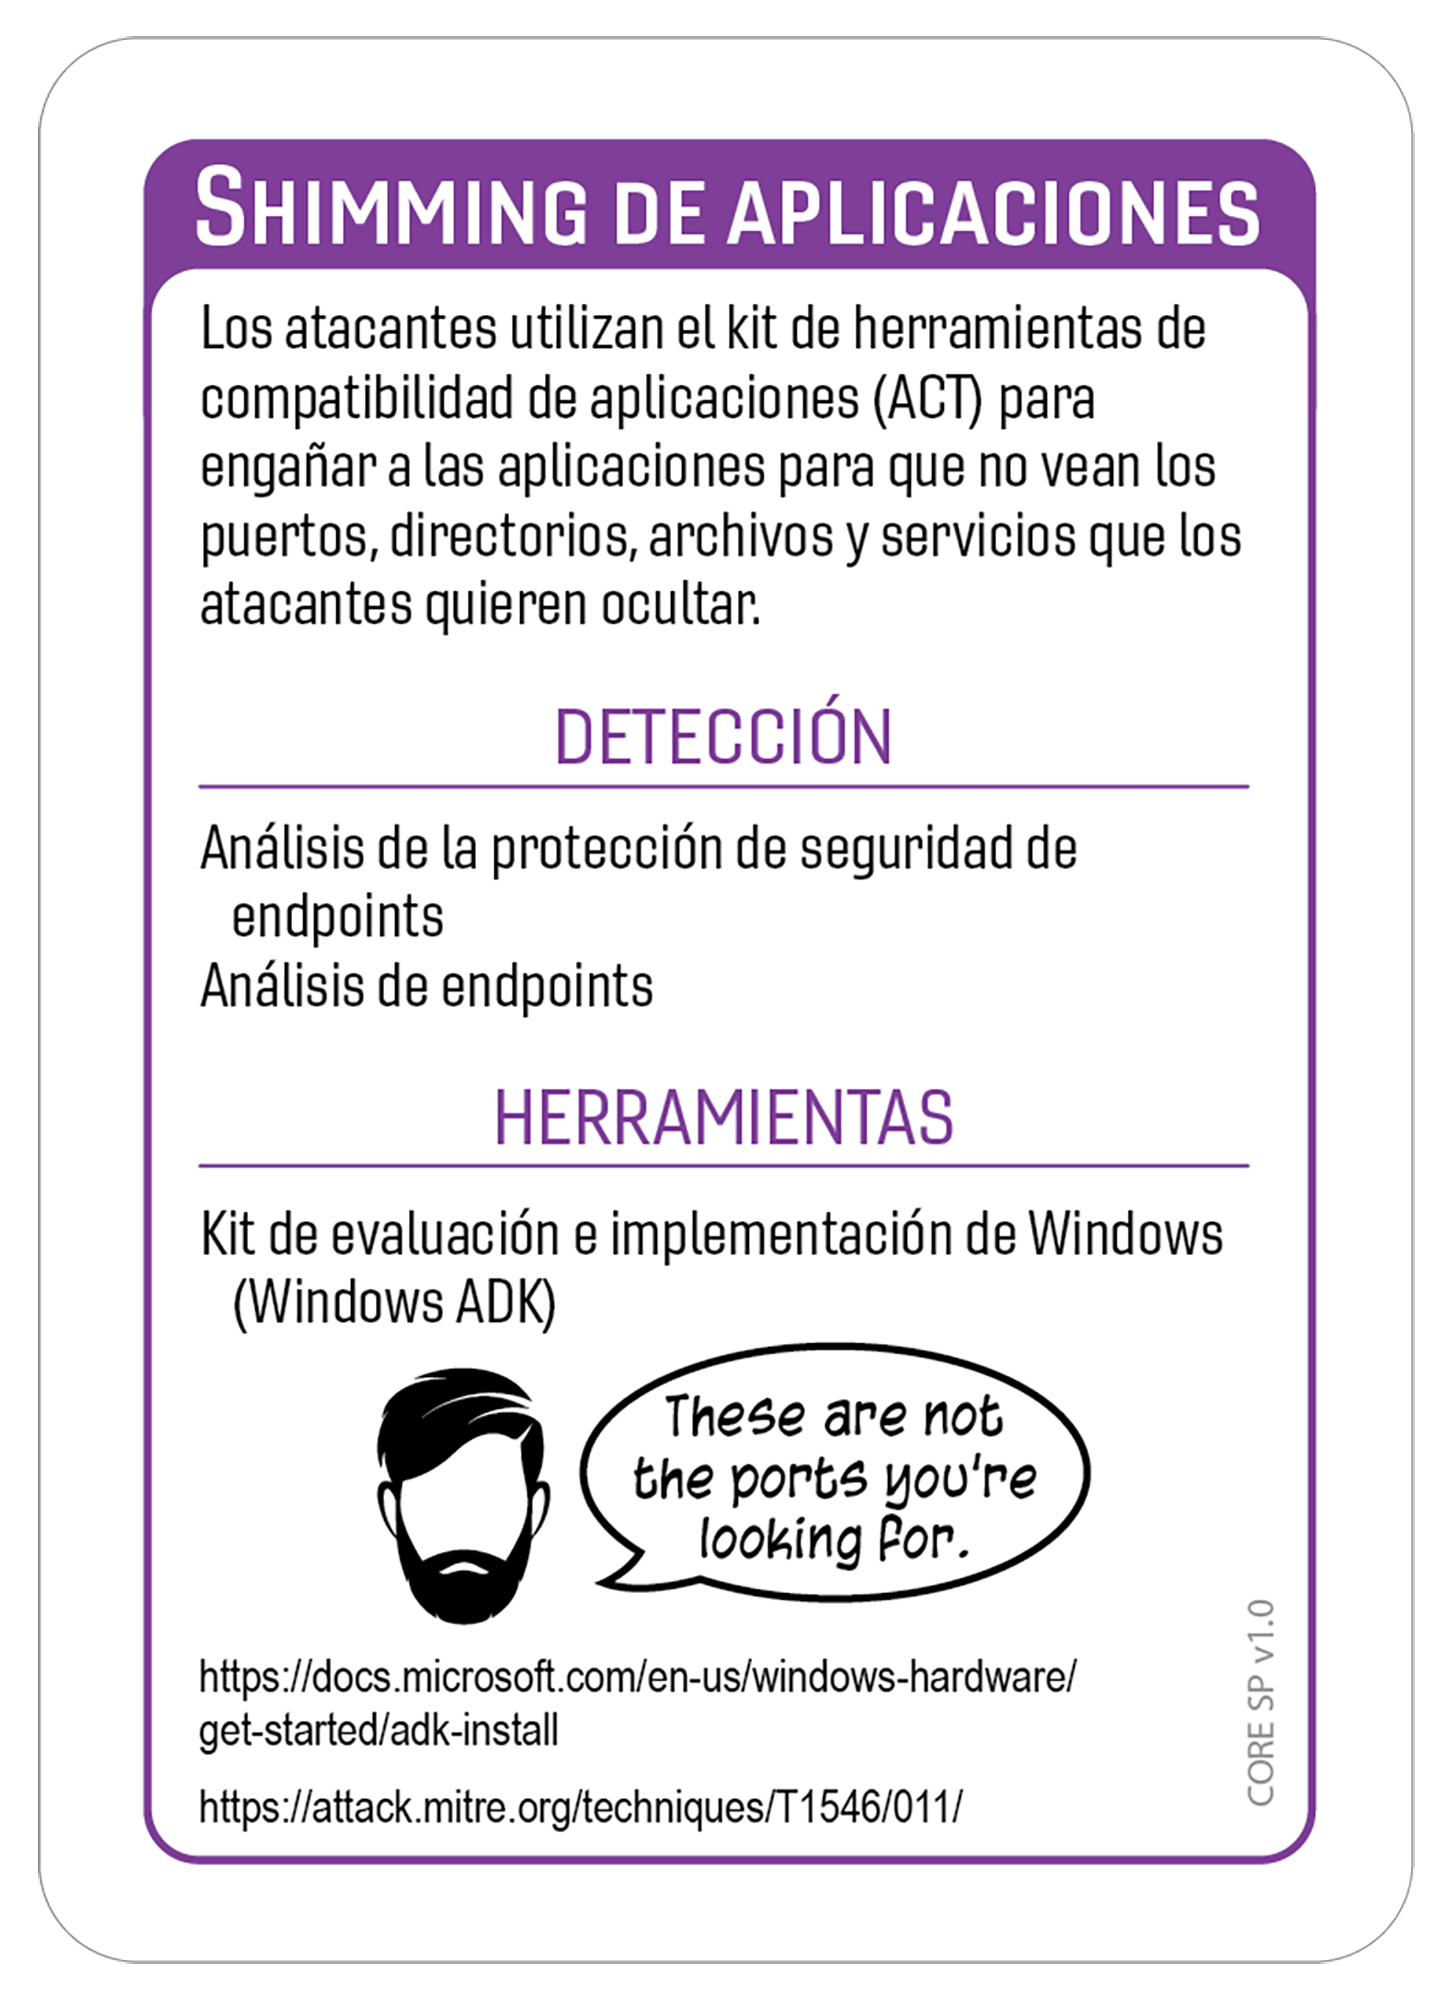 SHIMMING DE APLICACIONES
Los atacantes utilizan el kit de herramientas de
compatibilidad de aplicaciones (ACT) para
engañar a las aplicaciones para que no vean los
puertos, directorios, archivos y servicios que los
atacantes quieren ocultar.
DETECCIÓN
Análisis de la protección de seguridad de
endpoints
Análisis de endpoints
HERRAMIENTAS
Kit de evaluación e implementación de Windows
(Windows ADK)
These are not
the ports you're
looking for.
https://docs.microsoft.com/en-us/windows-hardware/
get-started/adk-install
https://attack.mitre.org/techniques/T1546/011/
CORE SP v1.0